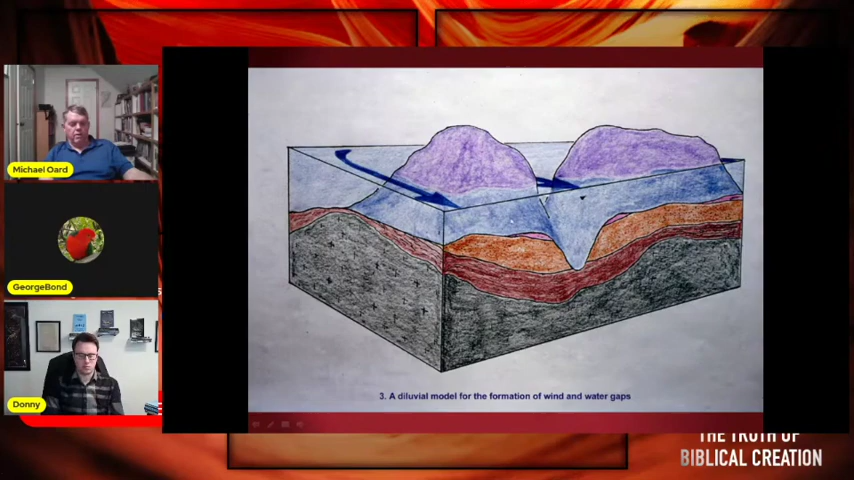 Michael Oard
GeorgeBond
Donny
3. A diluvial model for the formation of wind and water gaps
THE TRUTH OF
BIBLICAL CREATION